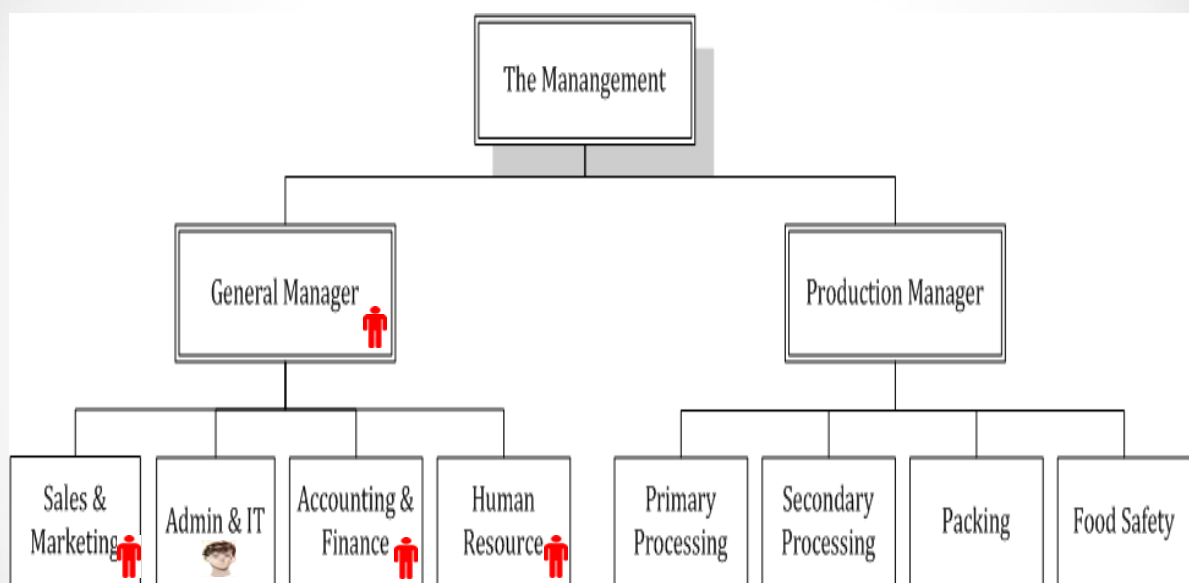 The Manangement
General Manager
Production Manager
Sales &
Marketing
Admin & IT
Accounting &
Finance
Human
Resource
Primary
Processing
Secondary
Processing
Packing
Food Safety